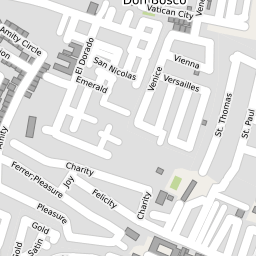 Don Bosco
Vatican City
Amity Circle
El Dorado
San Nicolas
Emerald
Venice
Vienna
Versailles
St. Thomas
St. Paul
Amity
Charity
Ferrer;Pleasure
Joy
Felicity
Charity
Pleasure
Gold
Gold
Satin